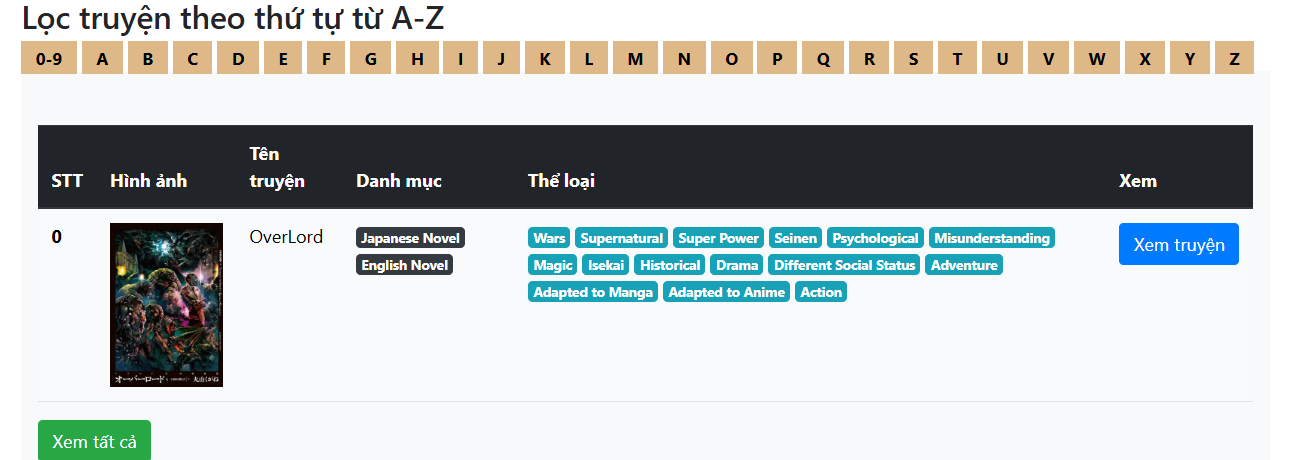 Lọc truyện theo thứ tự từ A-Z
0-9 A B C D E F G H I J K L M N O P Q R S T U V W X Y Z
STT Hình ảnh Tên truyện Danh mục Thể loại Xem
0 OverLord Japanese Novel Wars Supernatural Super Power Seinen Psychological Misunderstanding Xem truyện
English Novel Magic Isekai Historical Drama Different Social Status Adventure
Adapted to Manga Adapted to Anime Action
オーバーロード
Xem tất cả